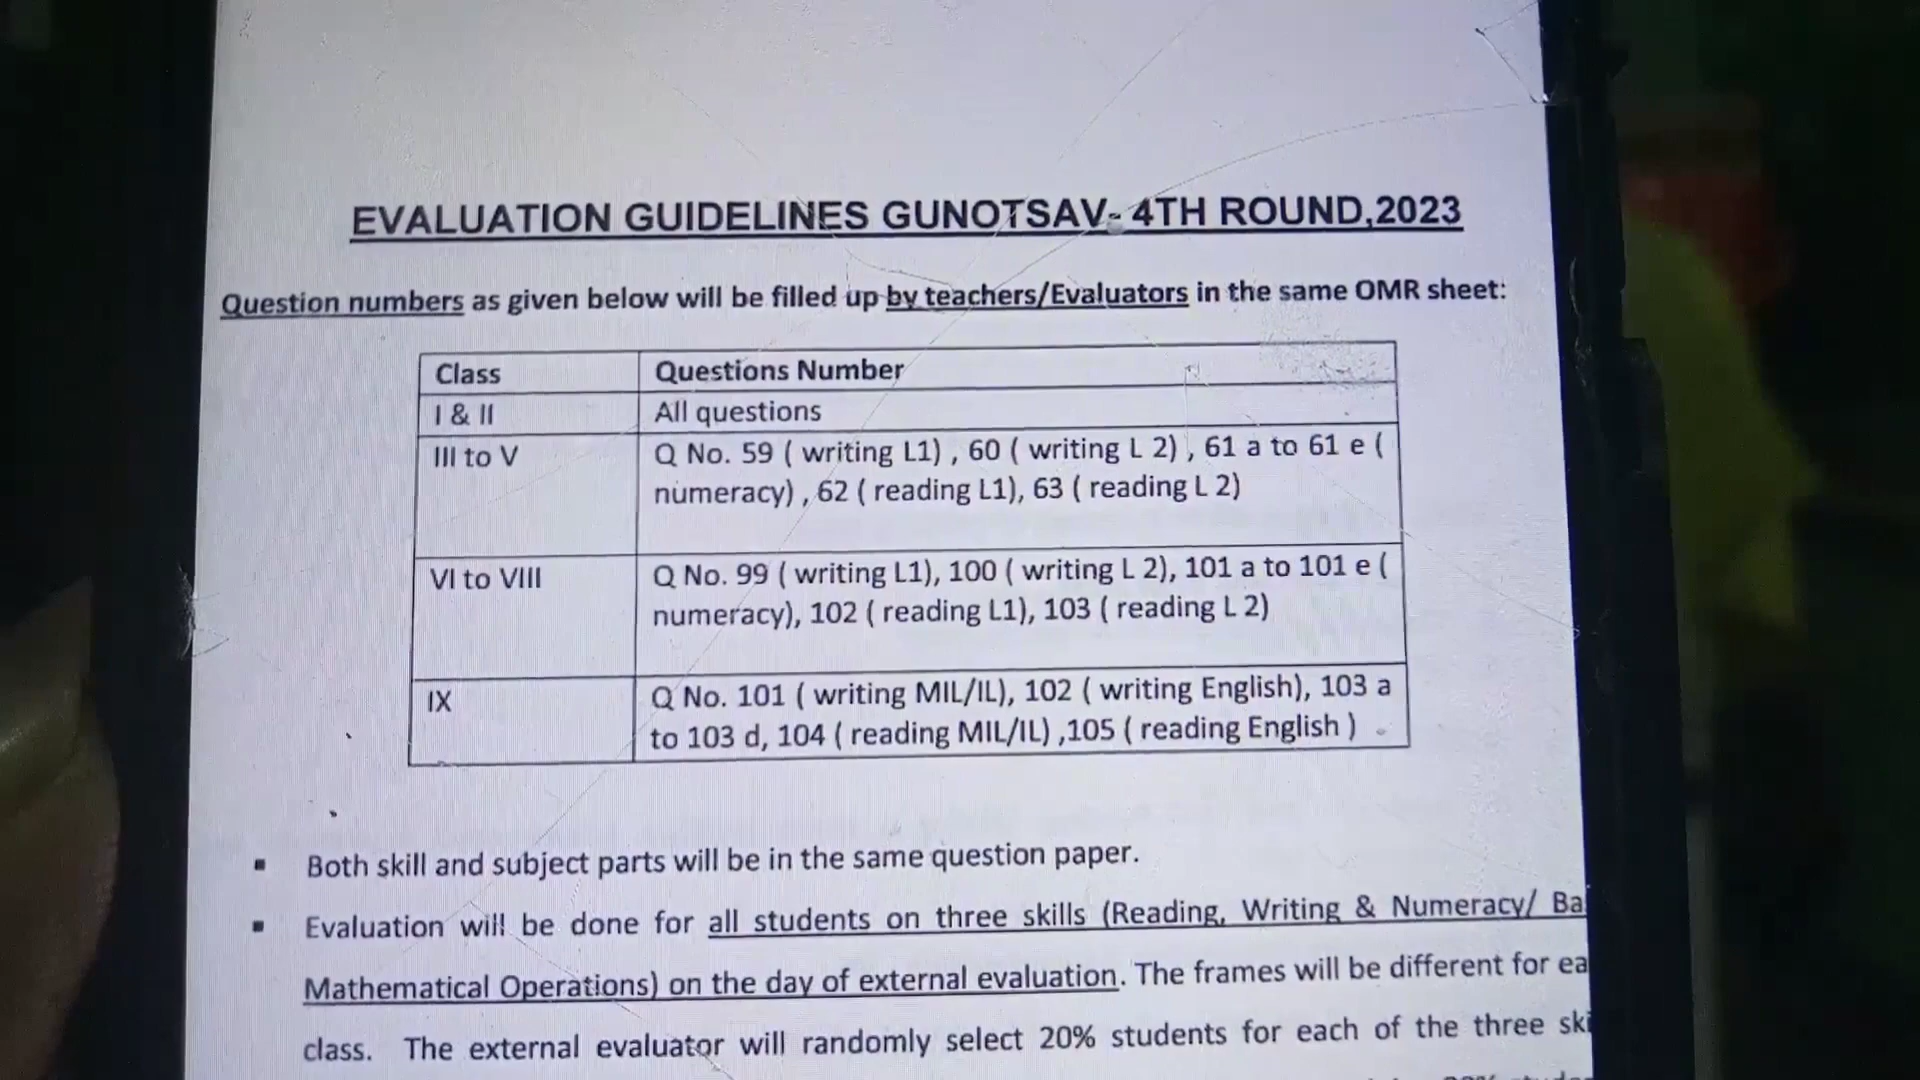 EVALUATION GUIDELINES GUNOTSAV- 4TH ROUND,2023
Question numbers as given below will be filled up by teachers/Evaluators in the same OMR sheet:
Class Questions Number
I & II All questions
III to V Q No. 59 ( writing L1) , 60 ( writing L 2) , 61 a to 61 e (
numeracy) , 62 ( reading L1), 63 ( reading L 2)
VI to VIII Q No. 99 ( writing L1), 100 ( writing L 2), 101 a to 101 e (
numeracy), 102 ( reading L1), 103 ( reading L 2)
IX Q No. 101 ( writing MIL/IL), 102 ( writing English), 103 a
to 103 d, 104 ( reading MIL/IL) ,105 ( reading English )
▪ Both skill and subject parts will be in the same question paper.
▪ Evaluation will be done for all students on three skills (Reading, Writing & Numeracy/ Ba
Mathematical Operations) on the day of external evaluation. The frames will be different for ea
class. The external evaluator will randomly select 20% students for each of the three ski